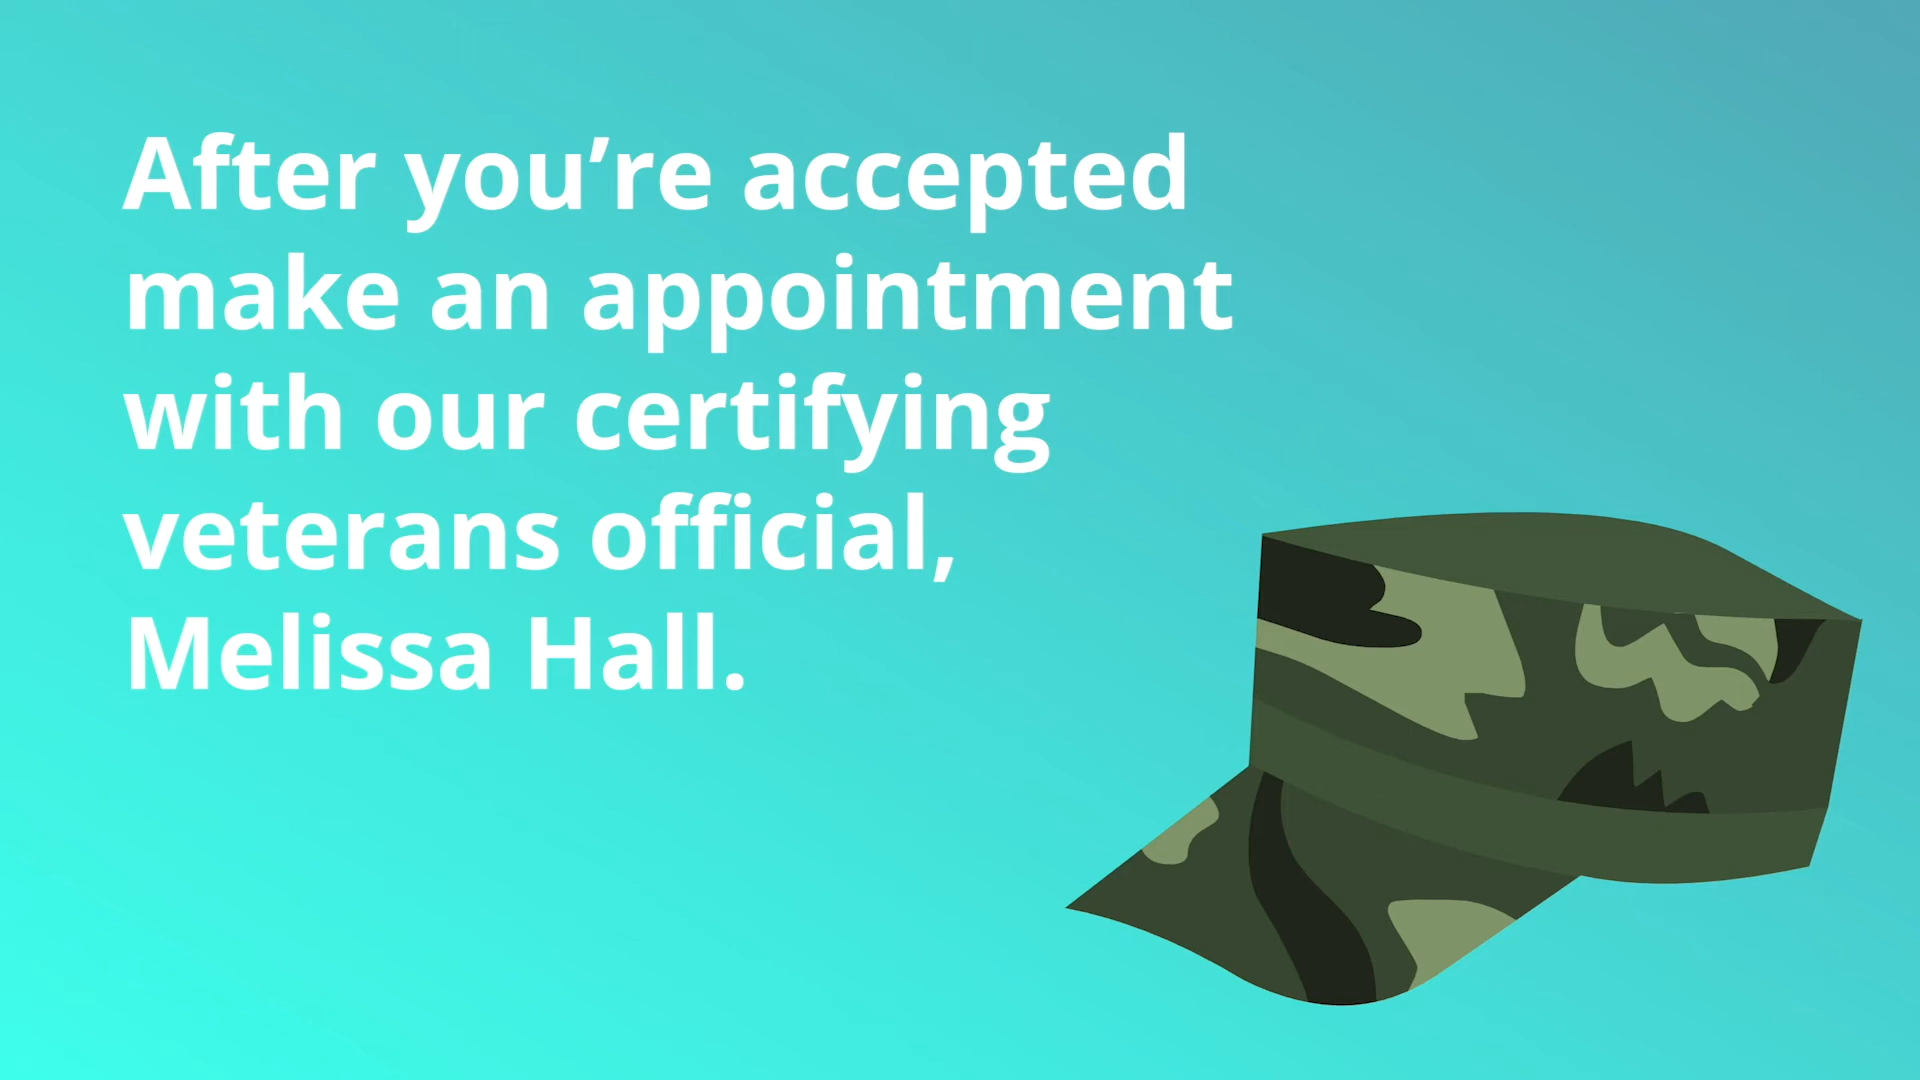 After you’re accepted
make an appointment
with our certifying
veterans official,
Melissa Hall.